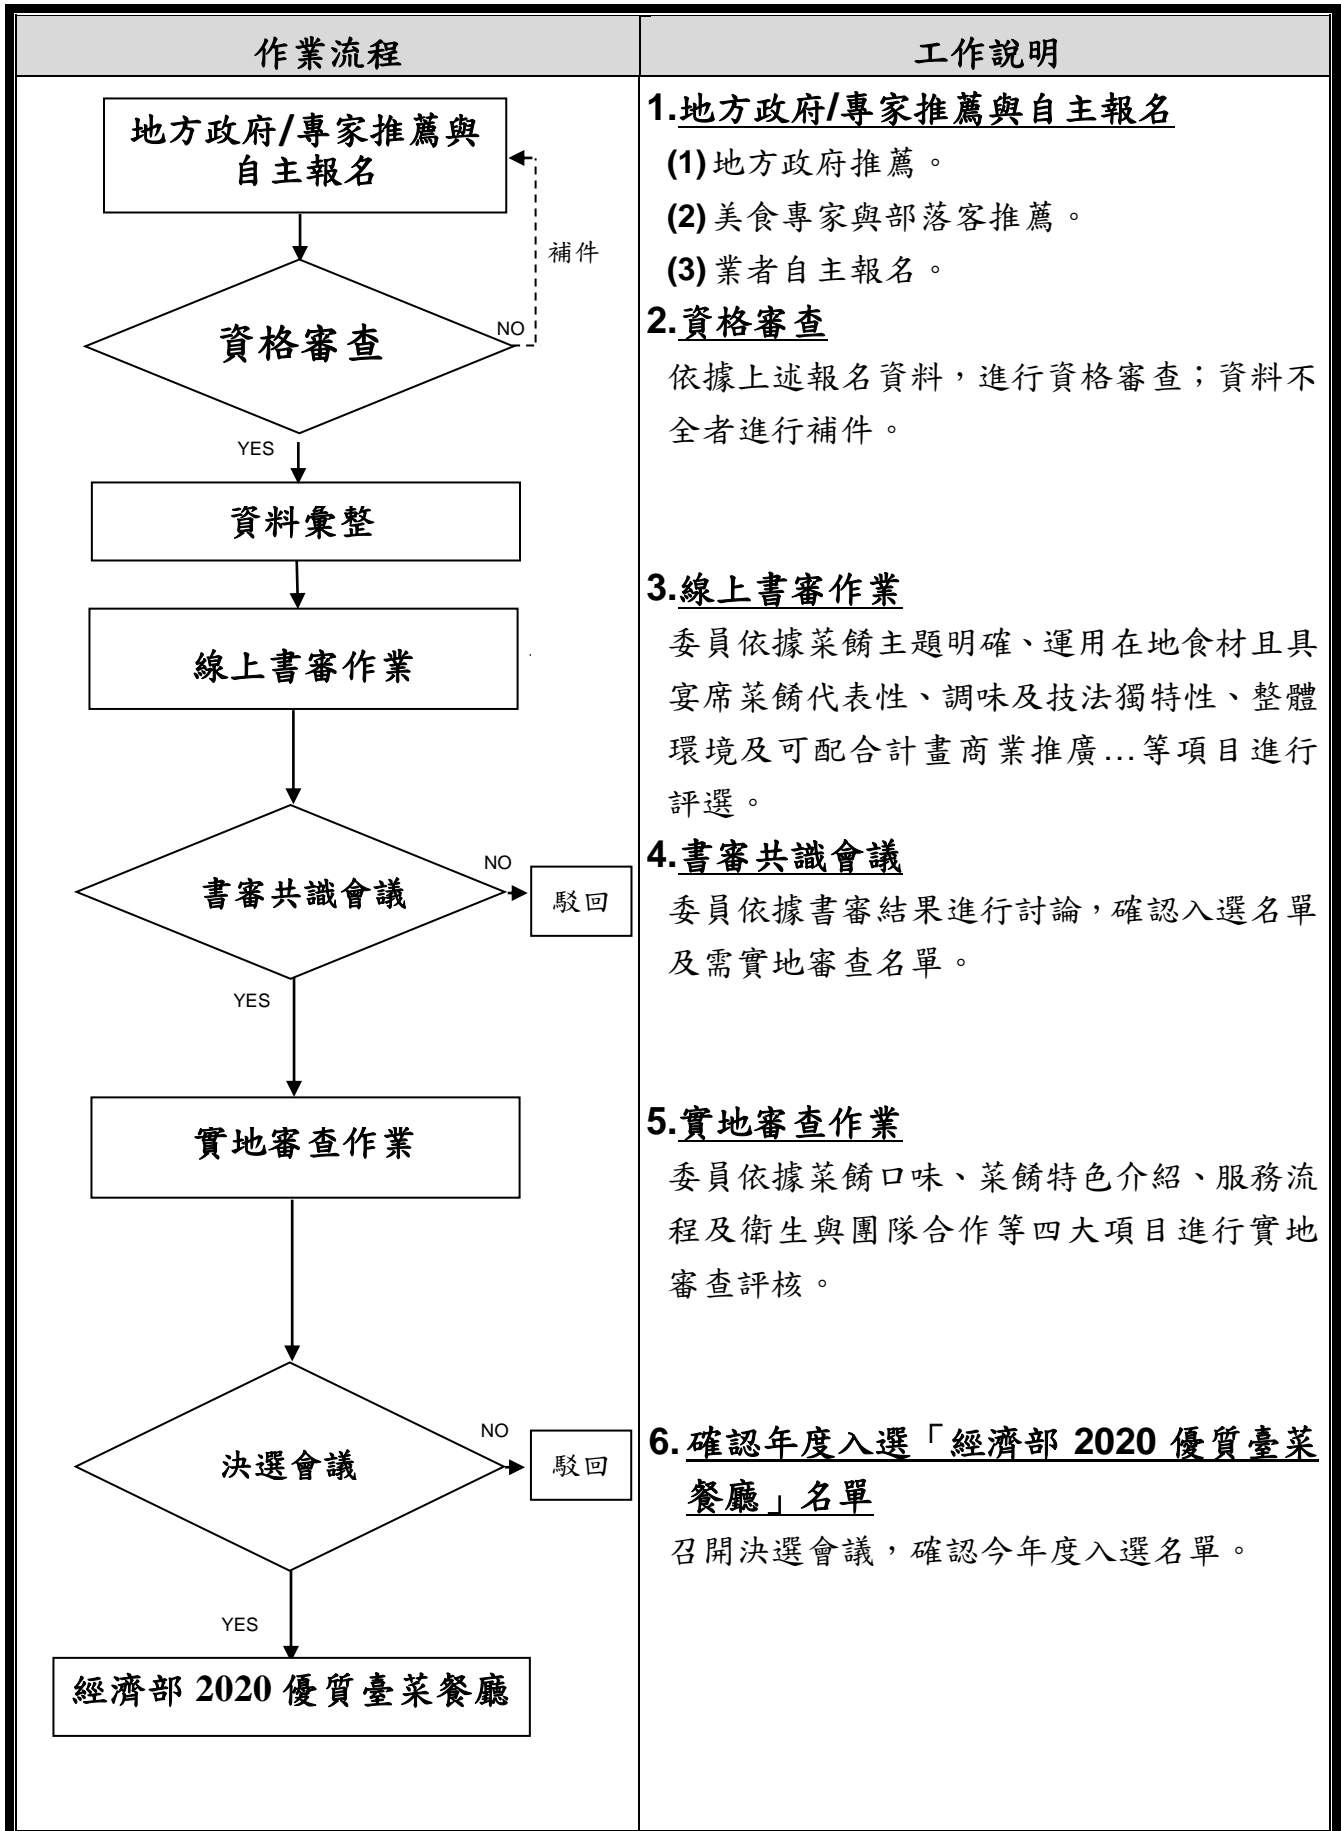 作業流程
工作說明
地方政府/專家推薦與
自主報名
補件
資格審查
NO
YES
資料彙整
線上書審作業
書審共識會議
NO
駁回
YES
實地審查作業
決選會議
NO
駁回
YES
經濟部 2020 優質臺菜餐廳
1.地方政府/專家推薦與自主報名
(1)地方政府推薦。
(2)美食專家與部落客推薦。
(3)業者自主報名。
2.資格審查
依據上述報名資料，進行資格審查；資料不
全者進行補件。
3.線上書審作業
委員依據菜餚主題明確、運用在地食材且具
宴席菜餚代表性、調味及技法獨特性、整體
環境及可配合計畫商業推廣…等項目進行
評選。
4.書審共識會議
委員依據書審結果進行討論，確認入選名單
及需實地審查名單。
5.實地審查作業
委員依據菜餚口味、菜餚特色介紹、服務流
程及衛生與團隊合作等四大項目進行實地
審查評核。
6.確認年度入選「經濟部 2020 優質臺菜
餐廳」名單
召開決選會議，確認今年度入選名單。